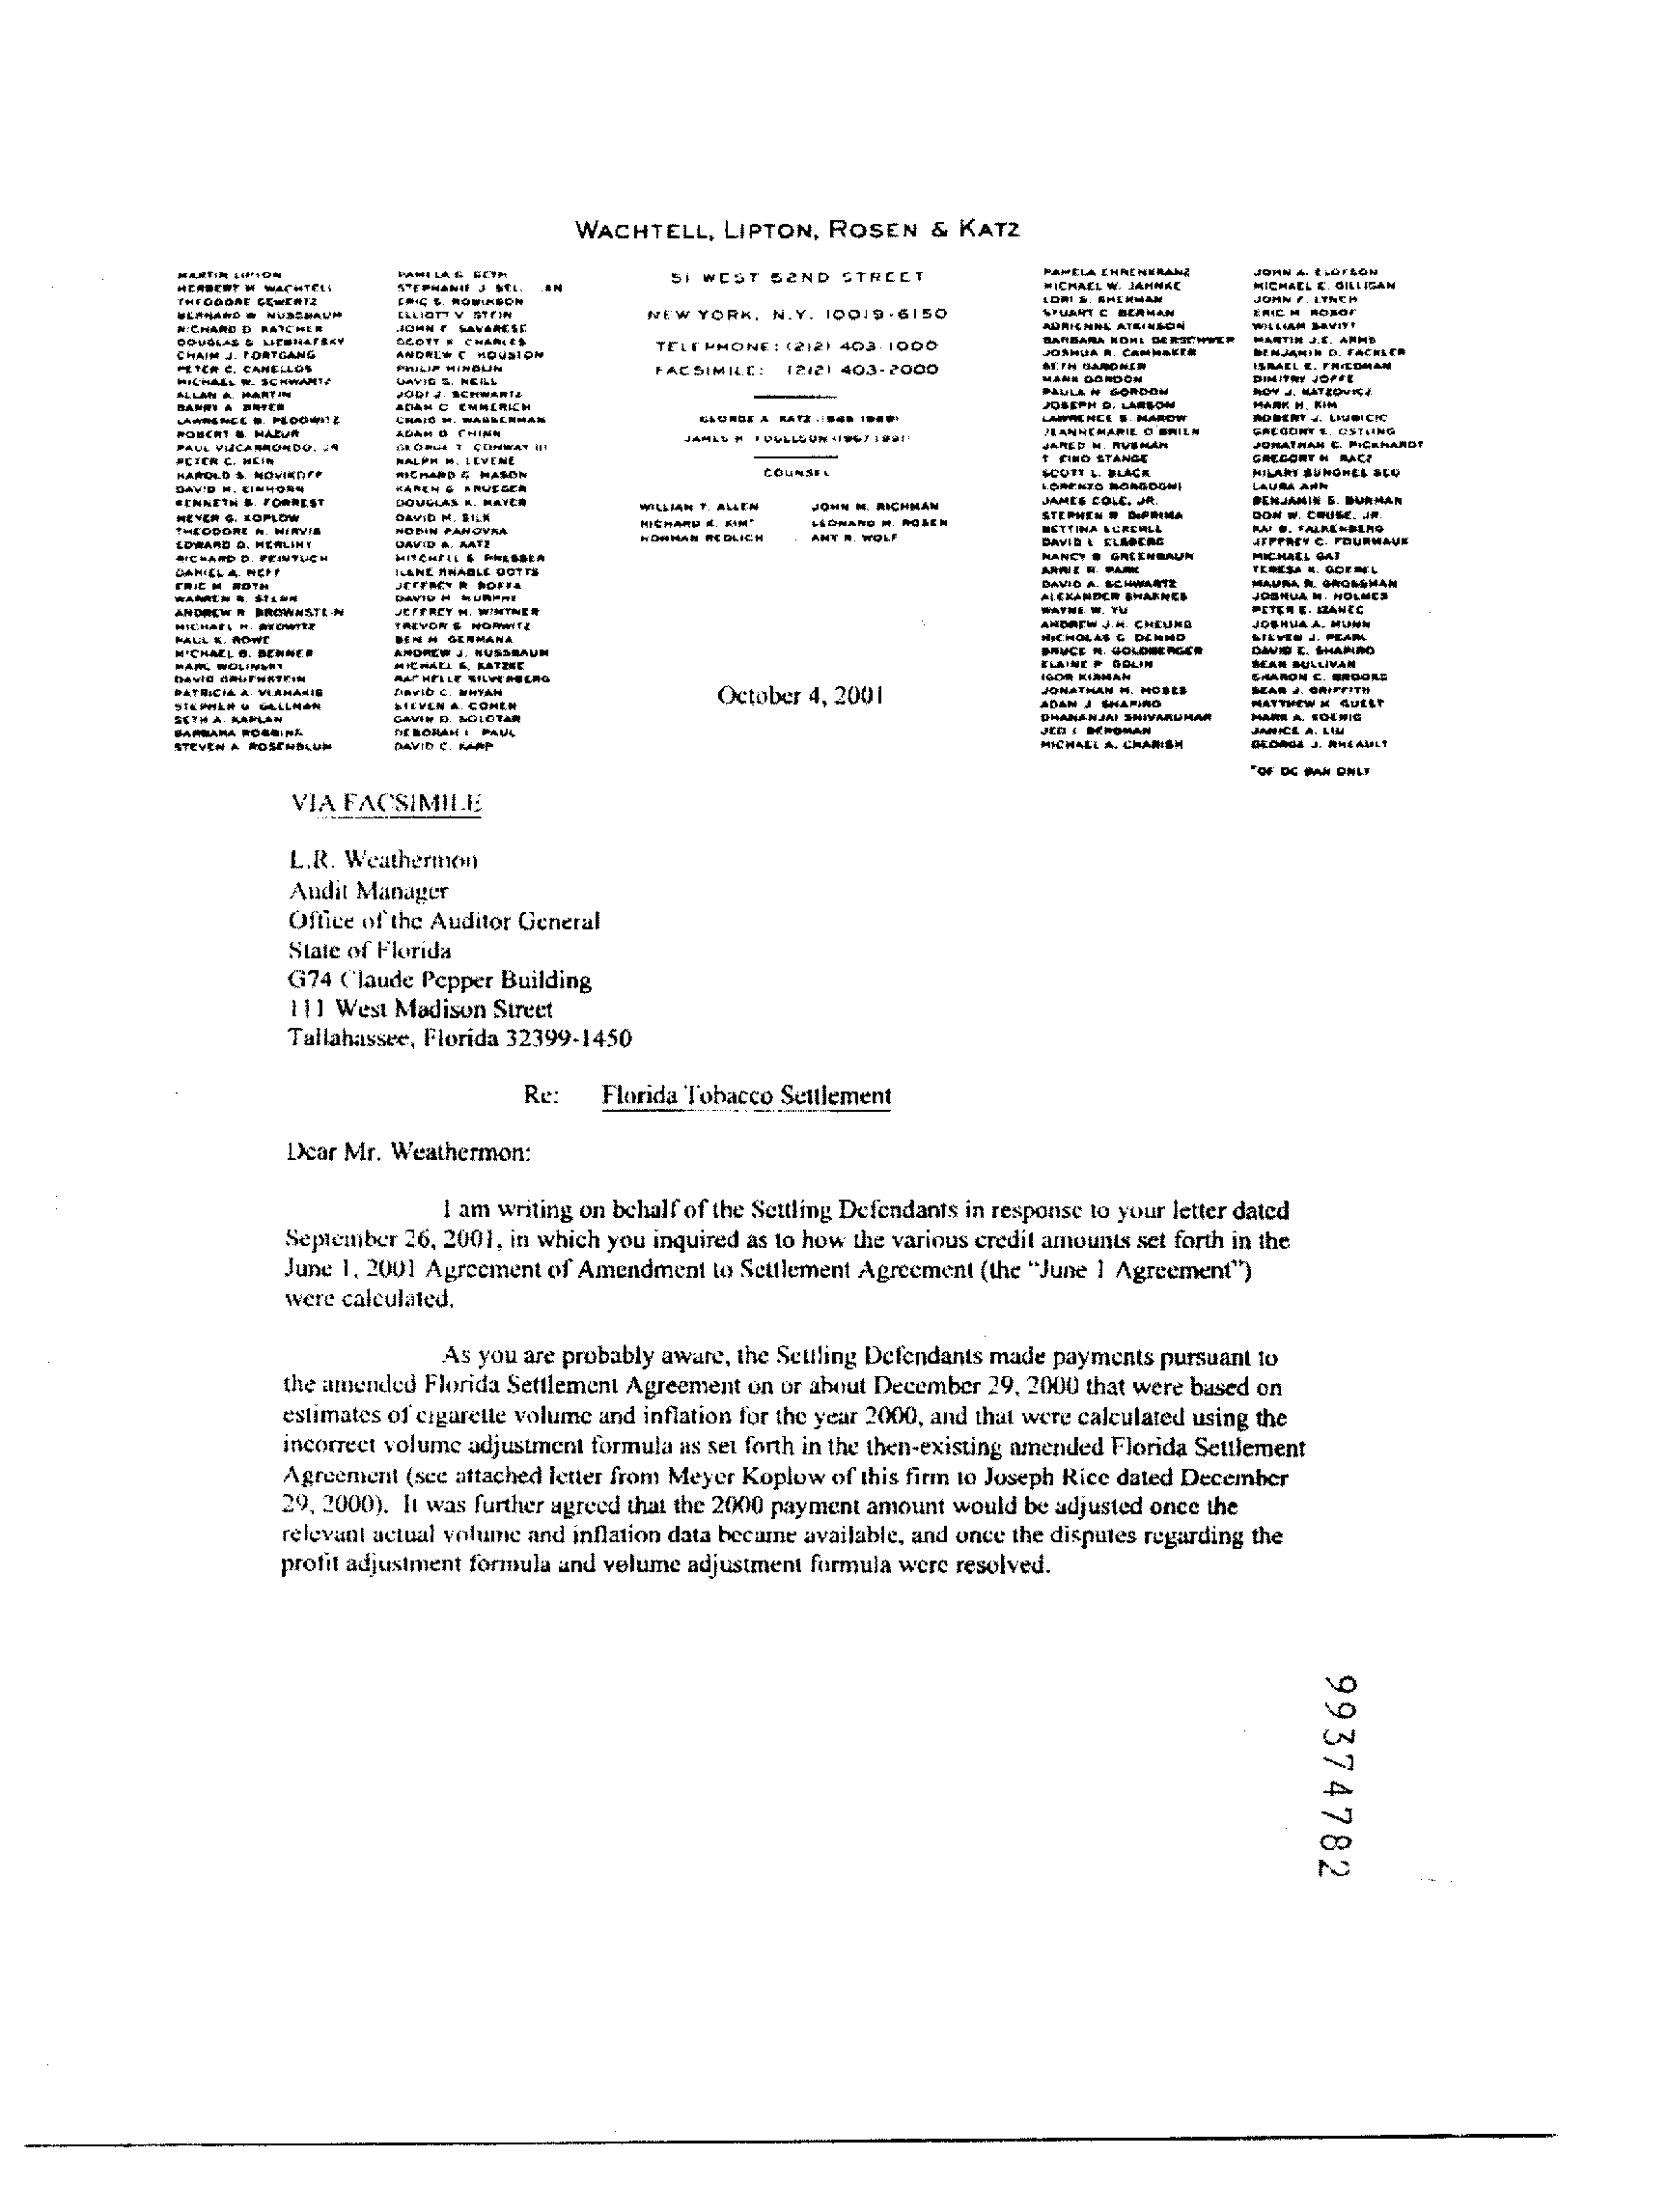 WACHTELL, LIPTON, ROSEN & KATZ
MARTIN LIPTON
HERBERT M. WACHTELL
THEODORE GEWERTZ
BERNARD W. NUSSBAUM
RICHARD D. KATCHER
DOUGLAS S. LIEBHAFSKY
CHAIM J. FORTGANG
PETER C. CANELLOS
MICHAEL W. SCHWARTZ
ALLAN A. MARTIN
BARRY A. BRYER
LAWRENCE B. PEDOWITZ
ROBERT B. MAZUR
PAUL VIZCARRONDO, JR
PETER C. HEIN
HAROLD S. NOVIKOFF
DAVID M. EINHORN
KENNETH B. FORREST
MEYER G. KOPLOW
THEODORE N. MIRVIS
EDWARD D. HERLIHY
RICHARD D. FEINTUCH
DANIEL A. NEFF
ERIC M. ROTH
WARREN R. STERN
ANDREW R. BROWNSTEIN
MICHAEL H. BYOWITZ
PAUL K. ROWE
MICHAEL B. BENNER
MARC WOLINSKY
DAVID GRUENSTEIN
PATRICIA A. VLAHAKIS
STEPHEN G. GELLMAN
SETH A. KAPLAN
BARBARA ROBBINS
STEVEN A. ROSENBLUM
PAMELA S. SEYMON
STEPHANIE J. SEL
ERIC S. ROBINSON
ELLIOTT V. STEIN
JOHN F. SAVARESE
SCOTT K. CHARLES
ANDREW C. HOUSTON
PHILIP MINDLIN
DAVID S. NEILL
JODI J. SCHWARTZ
ADAM O. EMMERICH
CRAIG M. WASSERMAN
ADAM D. CHINN
GEORGE T. CONWAY III
RALPH M. LEVENE
RICHARD G. MASON
KAREN G. KRUEGER
DOUGLAS K. MAYER
DAVID M. SILK
ROBIN PANOVKA
DAVID A. KATZ
MITCHELL S. PRESSER
ILENE KNABLE GOTTS
JEFFREY R. BOFFA
DAVID M. MURPHY
JEFFREY M. WINTNER
TREVOR S. NORWITZ
BEN M. GERMANA
ANDREW J. NUSSBAUM
MICHAEL S. KATZKE
RACHELLE SILVERBERG
DAVID C. BRYAN
STEVEN A. COHEN
GAVIN D. SOLOTAR
DEBORAH L. PAUL
DAVID C. KARP
51 WEST 52ND STREET
NEW YORK, N.Y. 10019-6150
TELEPHONE: (212) 403-1000
FACSIMILE: (212) 403-2000
GEORGE A. KATZ (1965-1989)
JAMES H. FOGELSON (1967-1991)
COUNSEL
WILLIAM T. ALLEN
RICHARD K. KIM*
NORMAN REDLICH
JOHN M. RICHMAN
LEONARD M. ROSEN
AMY R. WOLF
PAMELA EHRENKRANZ
MICHAEL W. JAHNKE
LORI S. SHERMAN
STUART C. BERMAN
ADRIENNE ATKINSON
BARBARA KOHL GERSCHWER
JOSHUA R. CAMMAKER
SETH GARDNER
MARK GORDON
PAULA N. GORDON
JOSEPH D. LARSON
LAWRENCE S. MAKOW
JEANNEMARIE O'BRIEN
JARED M. RUSMAN
T. EIKO STANGE
SCOTT L. BLACK
LORENZO BORGOGNI
JAMES COLE, JR.
STEPHEN R. DiPRIMA
BETTINA ECKERLE
DAVID L. ELSBERG
NANCY B. GREENBAUM
ARRIE R. PARK
DAVID A. SCHWARTZ
ALEXANDER SHAKNES
WAYNE W. YU
ANDREW J.H. CHEUNG
NICHOLAS G. DEMMO
BRUCE N. GOLDBERGER
ELAINE P. GOLIN
IGOR KIRMAN
JONATHAN M. MOSES
ADAM J. SHAPIRO
DHANANJAI SHIVAKUMAR
JED I. BERGMAN
MICHAEL A. CHARISH
JOHN A. ELOFSON
MICHAEL E. GILLIGAN
JOHN F. LYNCH
ERIC M. ROSOF
WILLIAM SAVITT
MARTIN J.E. ARMS
BENJAMIN D. FACKLER
ISRAEL E. FRIEDMAN
DIMITRY JOFFE
ROY J. KATZOVICZ
MARK H. KIM
ROBERT J. LIUBICIC
GREGORY E. OSTLING
JONATHAN E. PICKHARDT
GREGORY N. RACZ
HILARY SUNGHEE SEO
LAURA AHN
BENJAMIN S. BURMAN
DON W. CRUSE, JR.
KAI B. FALKENBERG
JEFFREY C. FOURMAUX
MICHAEL GAT
TERESA K. GOEBEL
MAURA R. GROSSMAN
JOSHUA M. HOLMES
PETER E. IZANEC
JOSHUA A. MUNN
STEVEN J. PEARL
DAVID E. SHAPIRO
SEAN SULLIVAN
SHARON C. BROOKS
SEAN J. GRIFFITH
MATTHEW M. GUEST
MARK A. KOENIG
JANICE A. LIU
GEORGE J. RHEAULT
*OF DC BAR ONLY
October 4, 2001
VIA FACSIMILE
L.R. Weathermon
Audit Manager
Office of the Auditor General
State of Florida
G74 Claude Pepper Building
111 West Madison Street
Tallahassee, Florida 32399-1450
Re: Florida Tobacco Settlement
Dear Mr. Weathermon:
I am writing on behalf of the Settling Defendants in response to your letter dated
September 26, 2001, in which you inquired as to how the various credit amounts set forth in the
June 1, 2001 Agreement of Amendment to Settlement Agreement (the "June 1 Agreement")
were calculated.
As you are probably aware, the Settling Defendants made payments pursuant to
the amended Florida Settlement Agreement on or about December 29, 2000 that were based on
estimates of cigarette volume and inflation for the year 2000, and that were calculated using the
incorrect volume adjustment formula as set forth in the then-existing amended Florida Settlement
Agreement (see attached letter from Meyer Koplow of this firm to Joseph Rice dated December
29, 2000). It was further agreed that the 2000 payment amount would be adjusted once the
relevant actual volume and inflation data became available, and once the disputes regarding the
profit adjustment formula and volume adjustment formula were resolved.
99374782